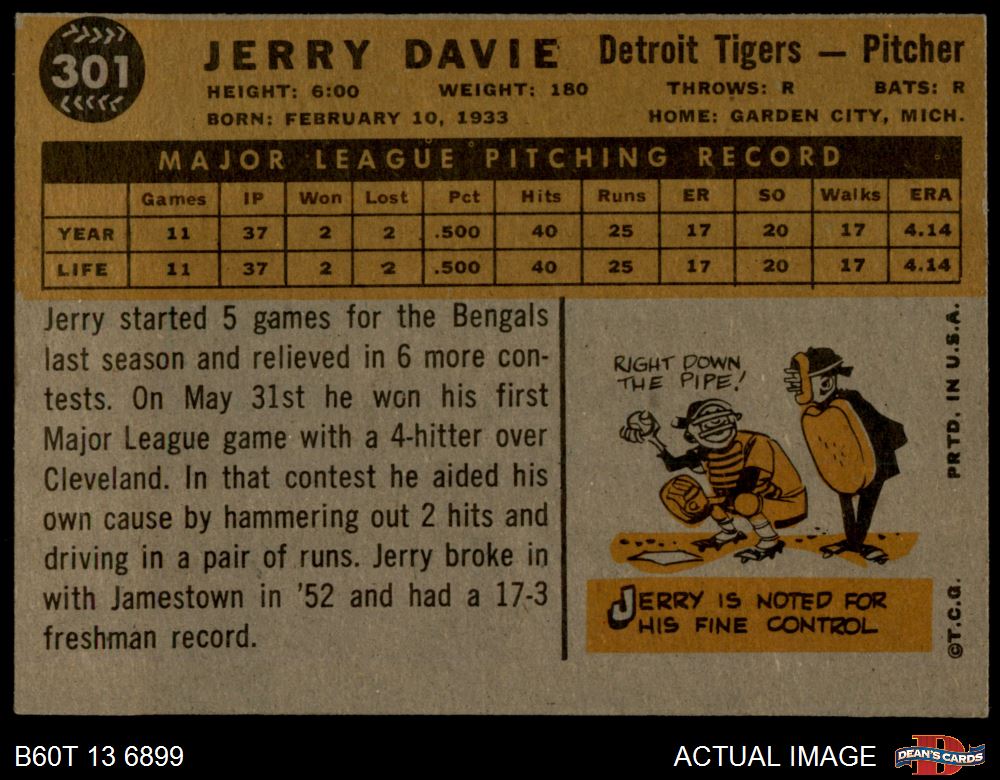 301
JERRY DAVIE Detroit Tigers — Pitcher
HEIGHT: 6:00 WEIGHT: 180 THROWS: R BATS: R
BORN: FEBRUARY 10, 1933 HOME: GARDEN CITY, MICH.
MAJOR LEAGUE PITCHING RECORD
Games IP Won Lost Pct Hits Runs ER SO Walks ERA
YEAR 11 37 2 2 .500 40 25 17 20 17 4.14
LIFE 11 37 2 2 .500 40 25 17 20 17 4.14
Jerry started 5 games for the Bengals
last season and relieved in 6 more con-
tests. On May 31st he won his first
Major League game with a 4-hitter over
Cleveland. In that contest he aided his
own cause by hammering out 2 hits and
driving in a pair of runs. Jerry broke in
with Jamestown in '52 and had a 17-3
freshman record.
RIGHT DOWN
THE PIPE!
JERRY IS NOTED FOR
HIS FINE CONTROL
©T.C.G. PRTD. IN U.S.A.
B60T 13 6899
ACTUAL IMAGE
D
DEAN'S CARDS